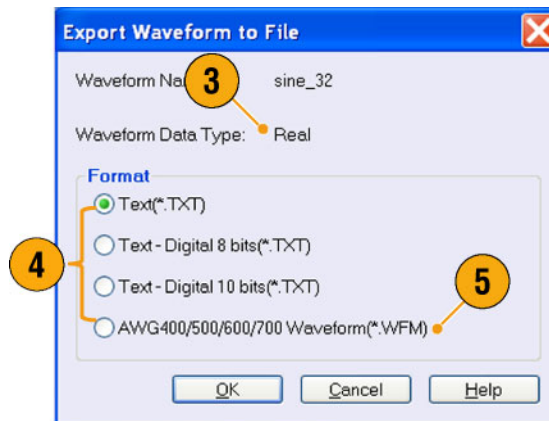 Export Waveform to File
Waveform Na 3 sine_32
Waveform Data Type: Real
Format
Text(*.TXT)
Text - Digital 8 bits(*.TXT)
4
Text - Digital 10 bits(*.TXT)
5
AWG400/500/600/700 Waveform(*.WFM)
OK Cancel Help